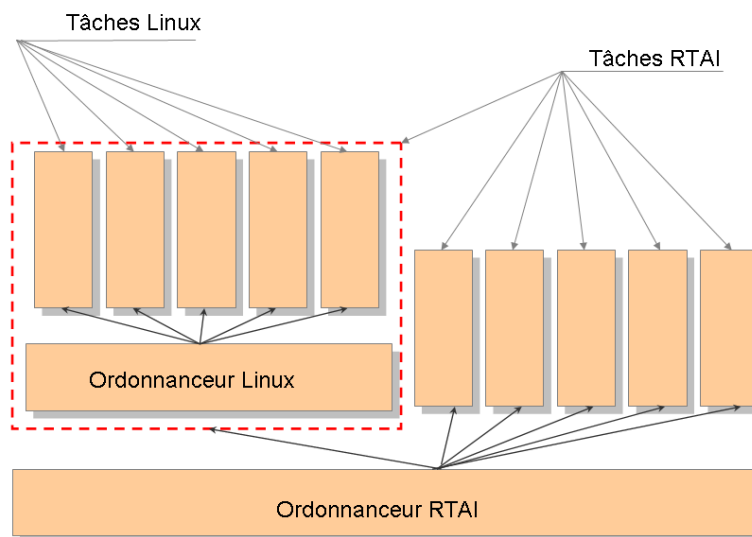 Tâches Linux
Tâches RTAI
Ordonnanceur Linux
Ordonnanceur RTAI